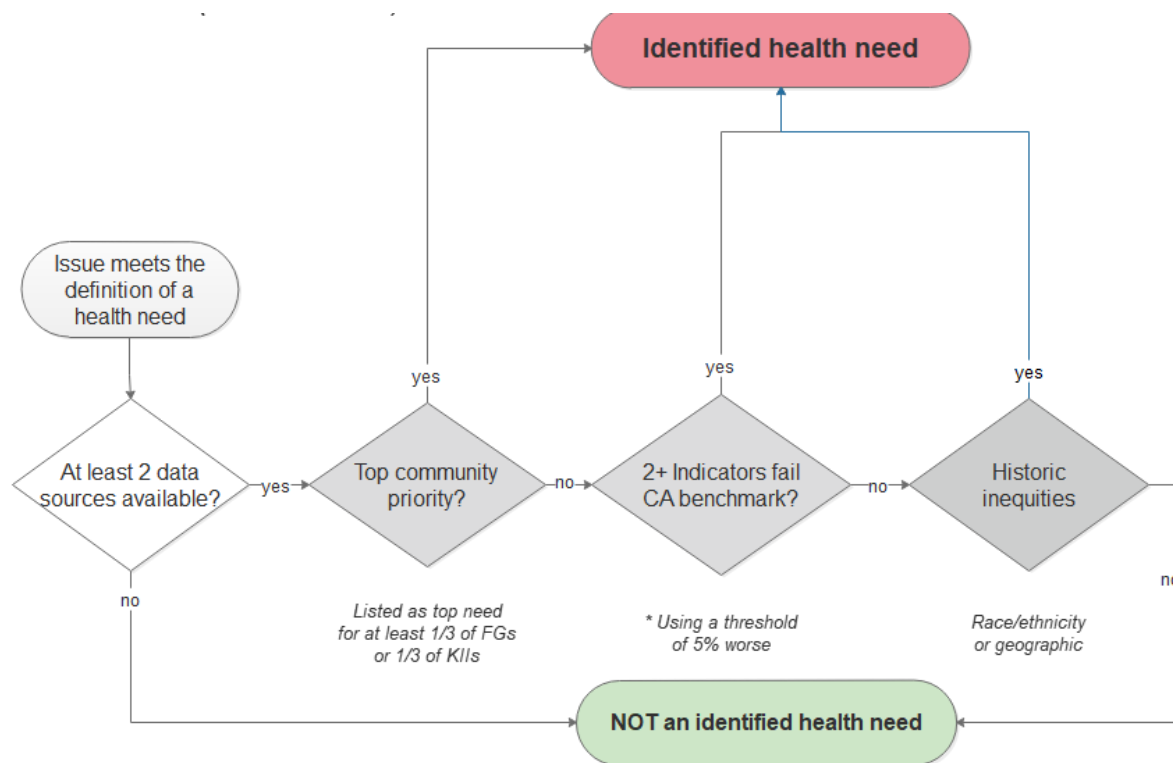 Identified health need
Issue meets the
definition of a
health need
yes
yes
yes
At least 2 data
sources available?
yes
Top community
priority?
no
2+ Indicators fail
CA benchmark?
no
Historic
inequities
no
Listed as top need
for at least 1/3 of FGs
or 1/3 of KIIs
* Using a threshold
of 5% worse
Race/ethnicity
or geographic
NOT an identified health need